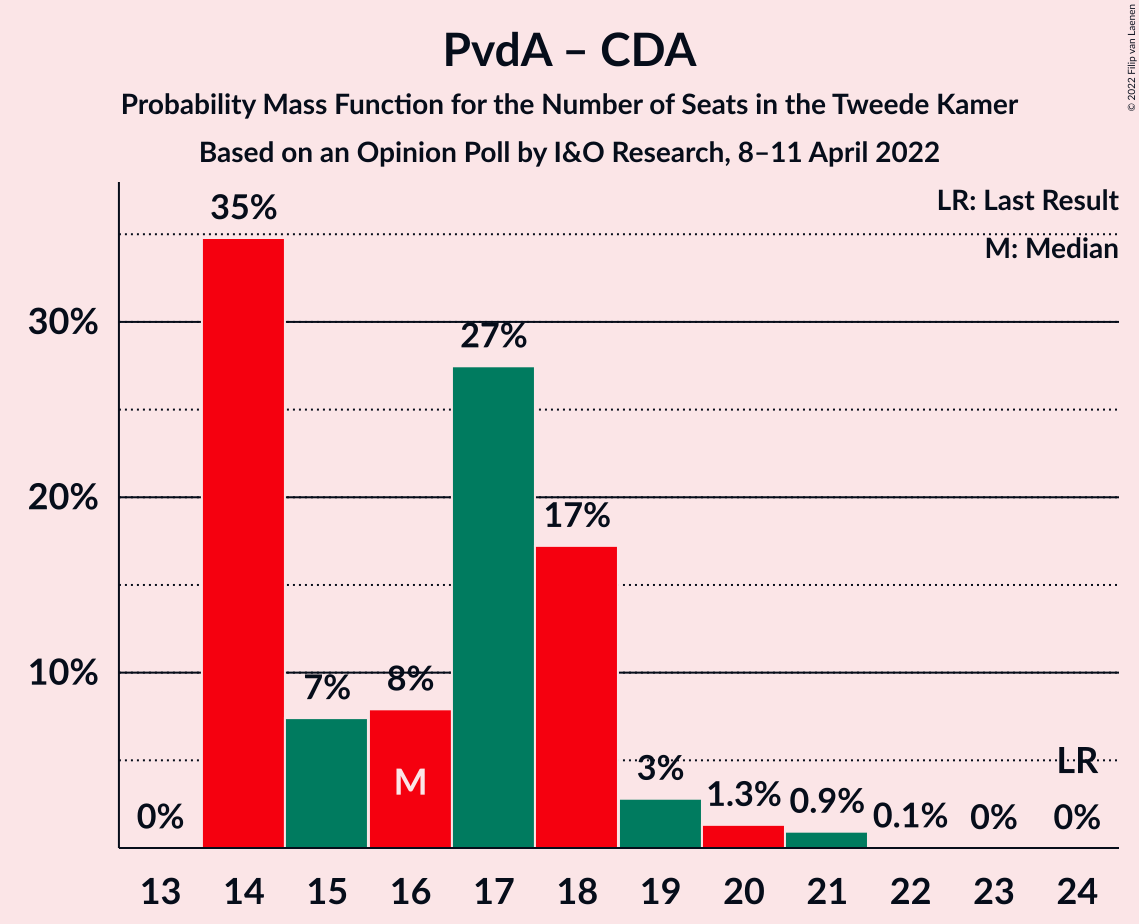 PvdA – CDA
Probability Mass Function for the Number of Seats in the Tweede Kamer
Based on an Opinion Poll by I&O Research, 8–11 April 2022
© 2022 Filip van Laenen
LR: Last Result
M: Median
35%
30%
27%
20%
17%
10%
8%
7%
M
LR
3%
1.3%
0.9%
0.1%
0%
0%
0%
13 14 15 16 17 18 19 20 21 22 23 24